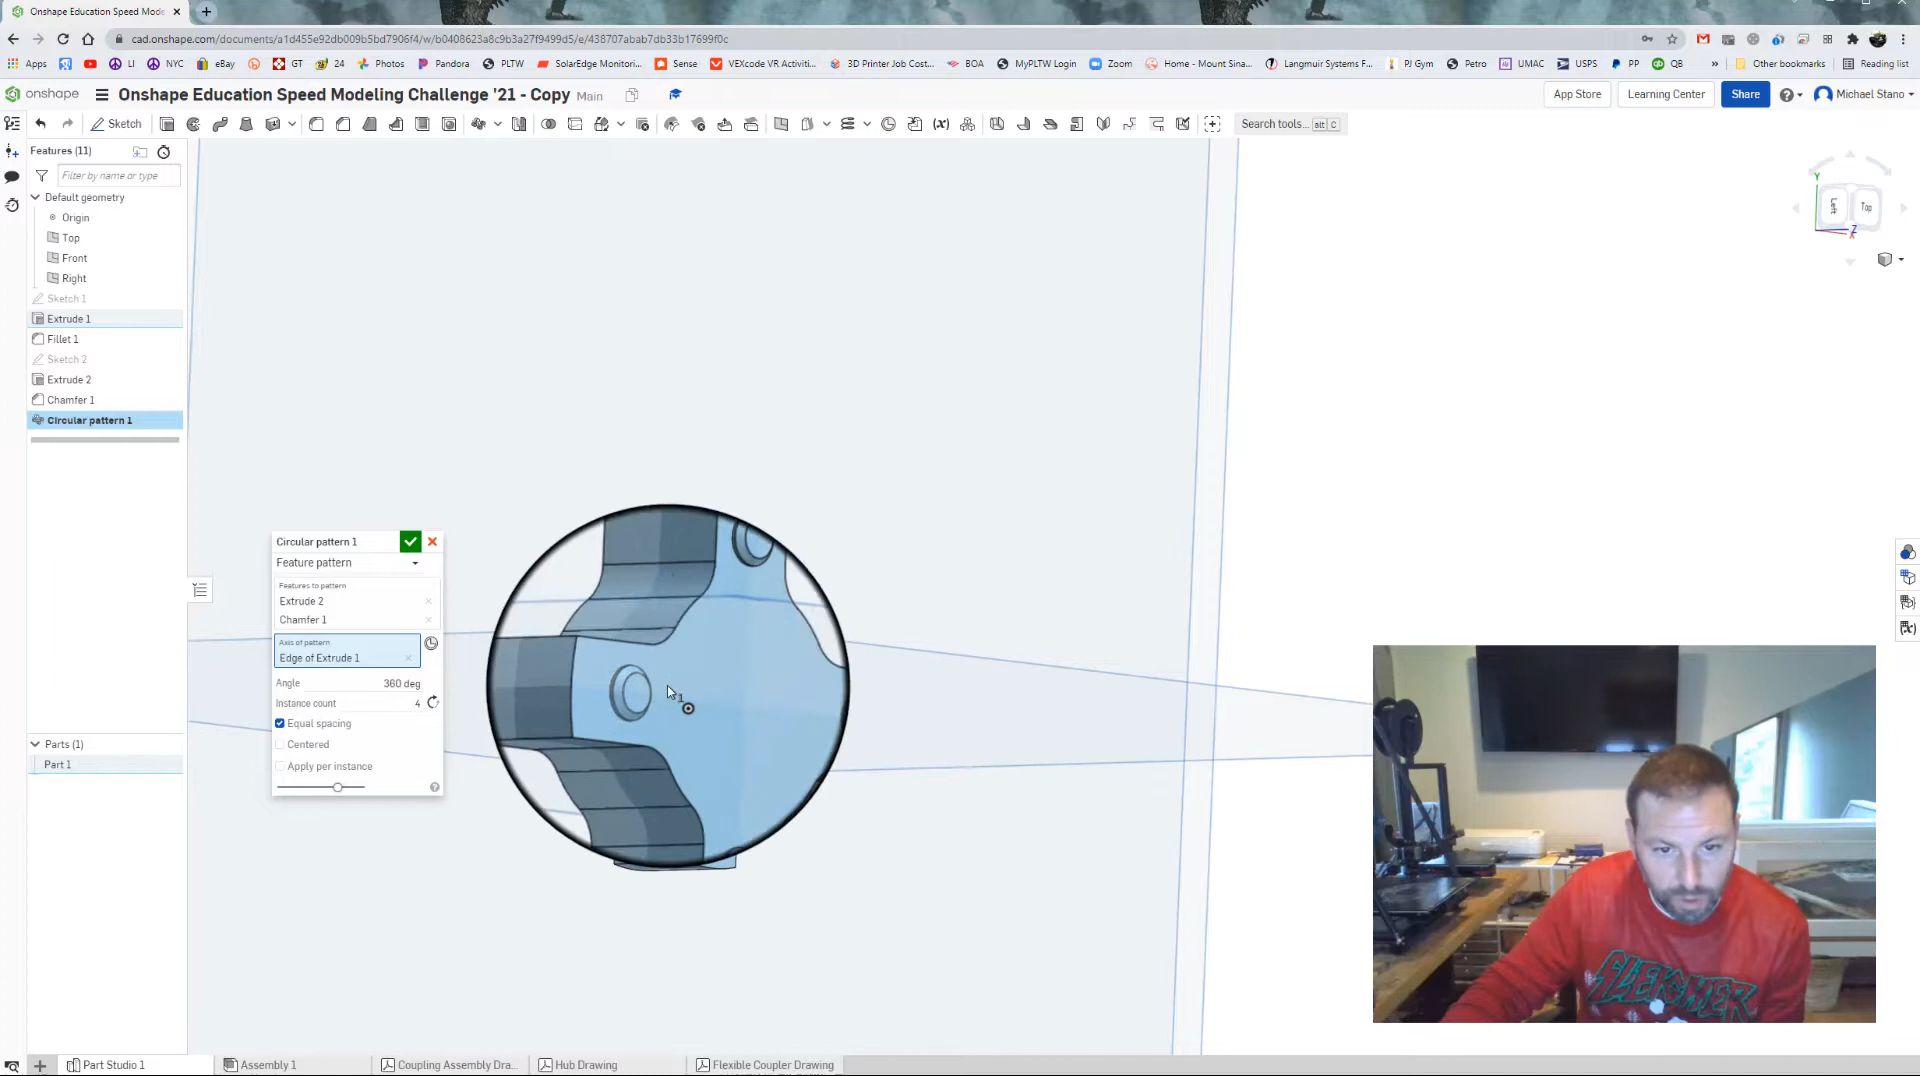 Onshape Education Speed Mode
cad.onshape.com/documents/a1d455e92db009b5bd7906f4/w/b0408623a8c9b3a27f9499d5/e/438707abab7db33b17699f0c
Apps LI NYC eBay GT 24 Photos Pandora PLTW SolarEdge Monitori... Sense VEXcode VR Activiti... 3D Printer Job Cost... BOA MyPLTW Login Zoom Home - Mount Sina... Langmuir Systems F... PJ Gym Petro UMAC USPS PP QB » Other bookmarks Reading list
onshape Onshape Education Speed Modeling Challenge '21 - Copy Main App Store Learning Center Share Michael Stano
Sketch Search tools... alt C
Features (11)
Filter by name or type
Default geometry
Origin
Top
Front
Right
Sketch 1
Extrude 1
Fillet 1
Sketch 2
Extrude 2
Chamfer 1
Circular pattern 1
Y
Left Top
Z
X
Circular pattern 1
Feature pattern
Features to pattern
Extrude 2
Chamfer 1
Axis of pattern
Edge of Extrude 1
Angle 360 deg
Instance count 4
Equal spacing
Centered
Apply per instance
1
Parts (1)
Part 1
Part Studio 1 Assembly 1 Coupling Assembly Dra... Hub Drawing Flexible Coupler Drawing